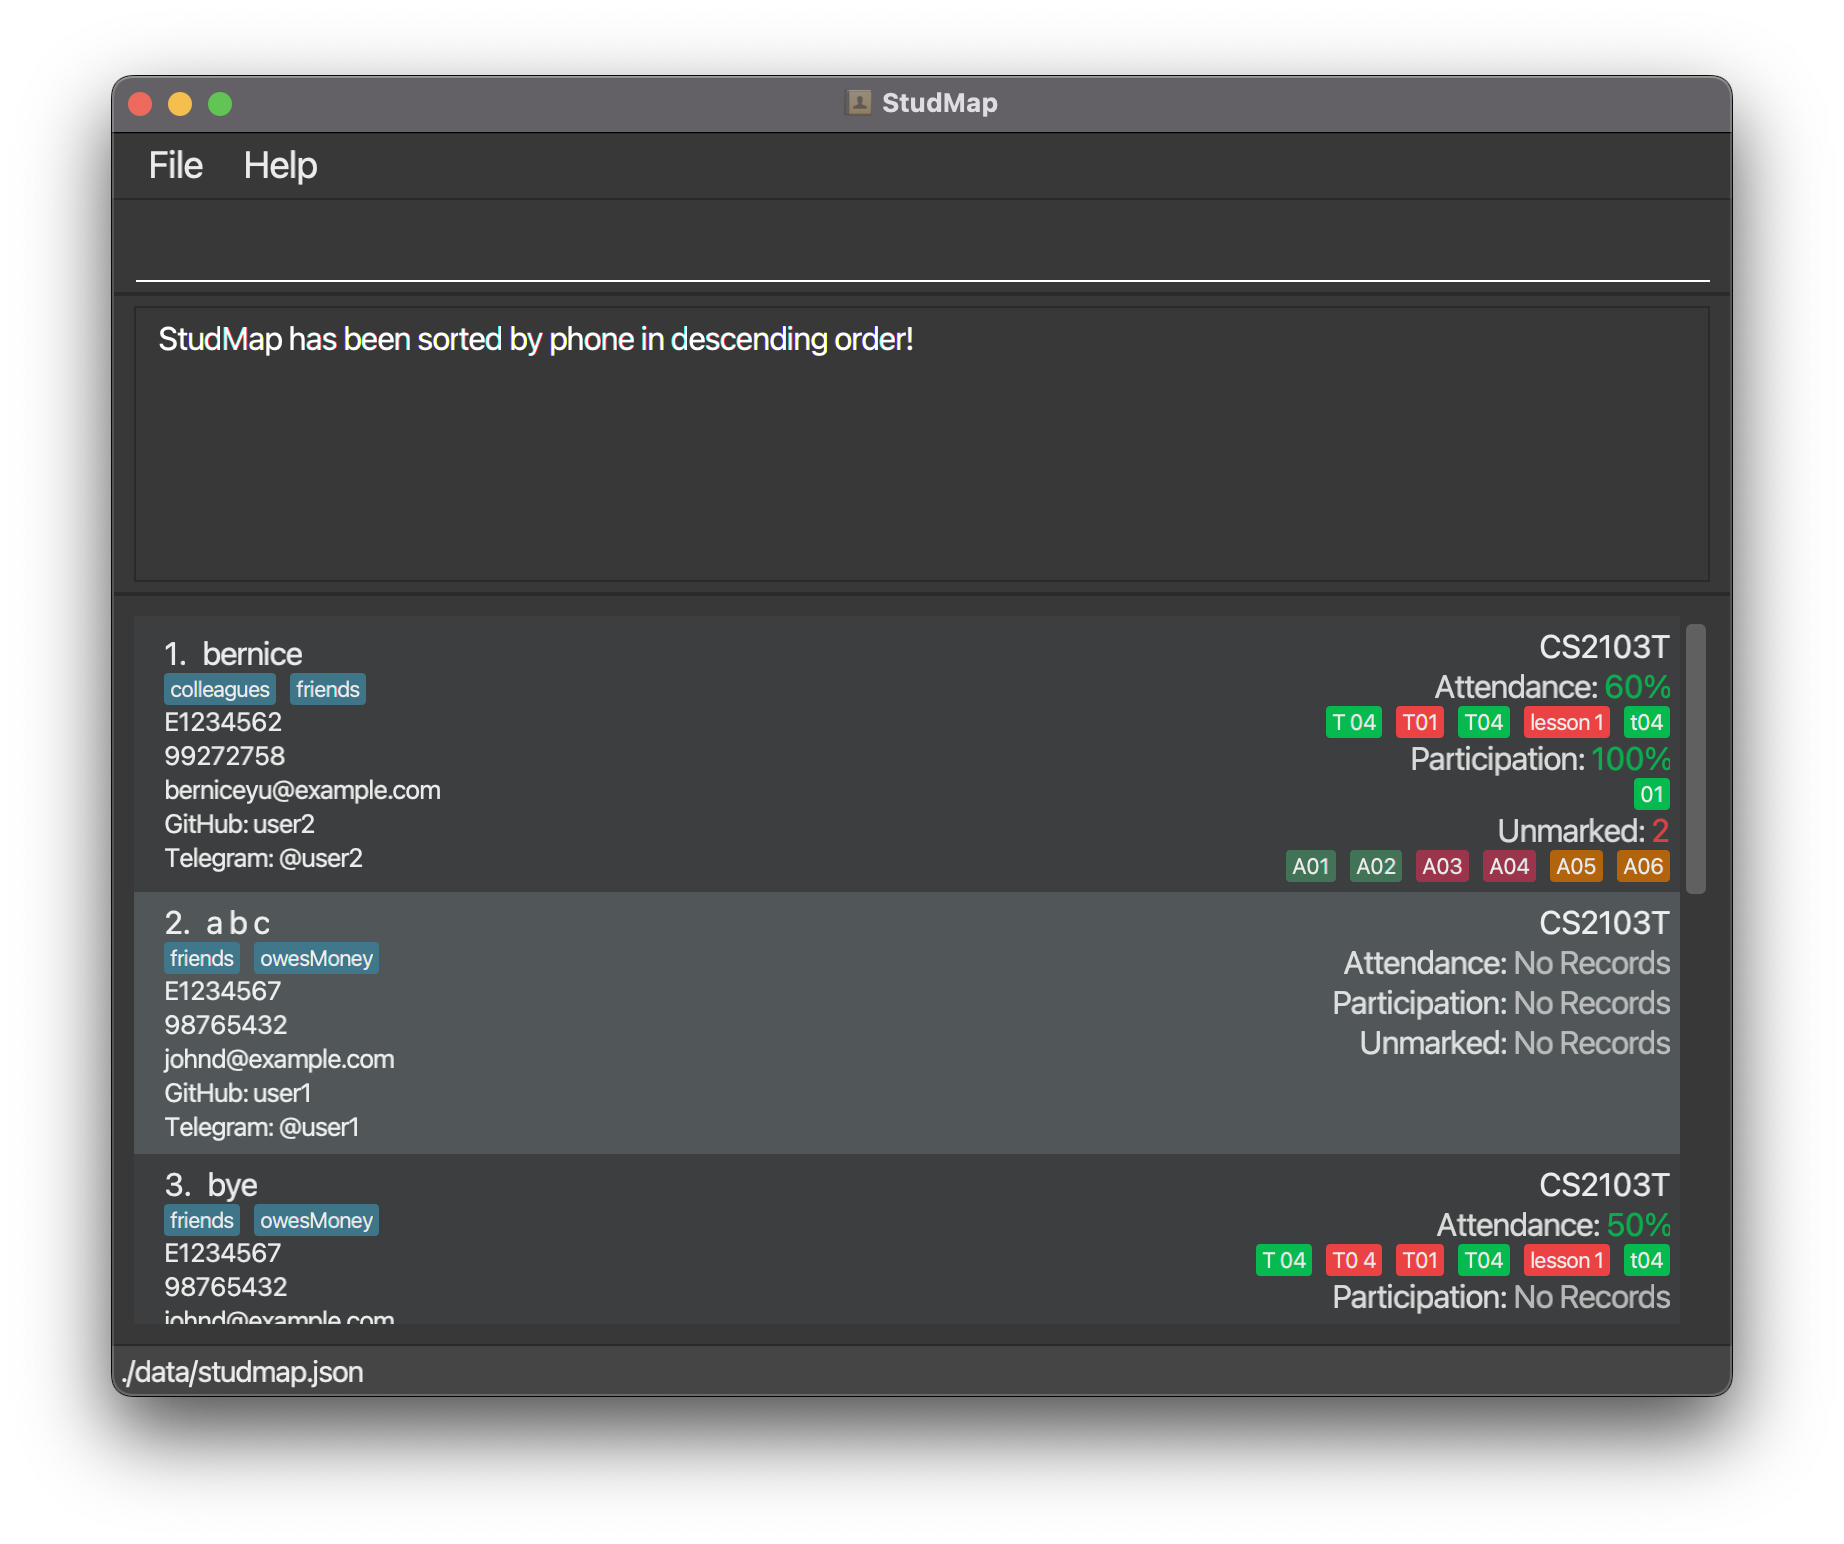 StudMap
File Help
StudMap has been sorted by phone in descending order!
1. bernice
colleagues friends
E1234562
99272758
berniceyu@example.com
GitHub: user2
Telegram: @user2
CS2103T
Attendance: 60%
T 04 T01 T04 lesson 1 t04
Participation: 100%
01
Unmarked: 2
A01 A02 A03 A04 A05 A06
2. a b c
friends owesMoney
E1234567
98765432
johnd@example.com
GitHub: user1
Telegram: @user1
CS2103T
Attendance: No Records
Participation: No Records
Unmarked: No Records
3. bye
friends owesMoney
E1234567
98765432
johnd@example.com
CS2103T
Attendance: 50%
T 04 T0 4 T01 T04 lesson 1 t04
Participation: No Records
./data/studmap.json